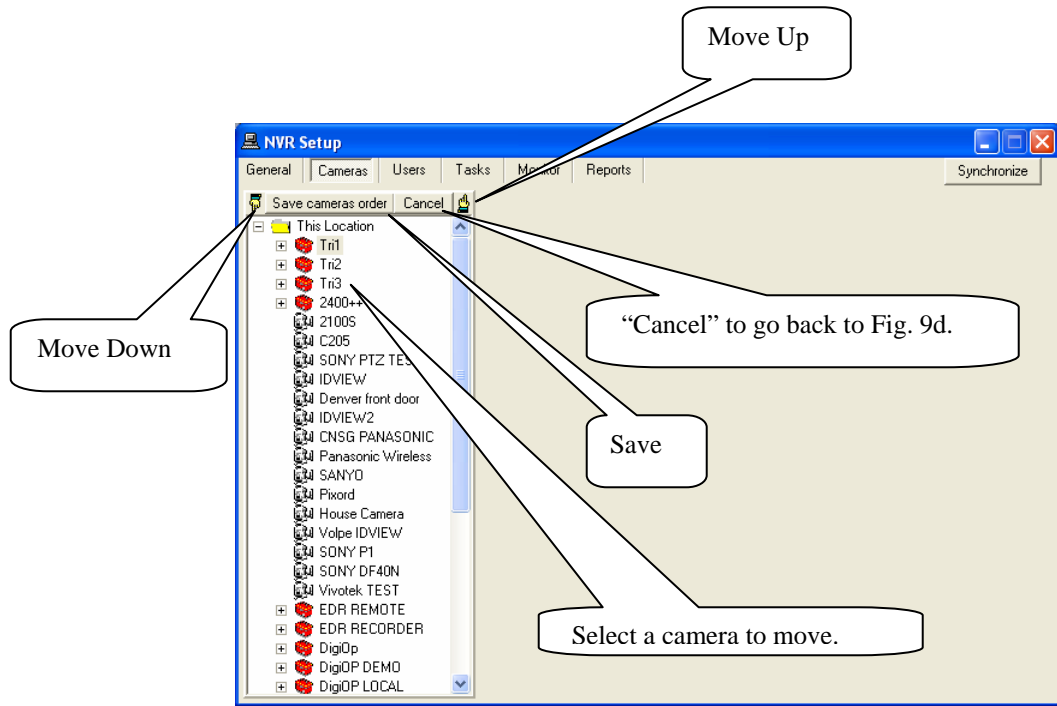 Move Up
NVR Setup
General Cameras Users Tasks Monitor Reports Synchronize
Save cameras order Cancel
This Location
Tri1
Tri2
Tri3
2400++
2100S
C205
SONY PTZ TES
IDVIEW
Denver front door
IDVIEW2
CNSG PANASONIC
Panasonic Wireless
SANYO
Pixord
House Camera
Volpe IDVIEW
SONY P1
SONY DF40N
Vivotek TEST
EDR REMOTE
EDR RECORDER
DigiOp
DigiOP DEMO
DigiOP LOCAL
Move Down
“Cancel” to go back to Fig. 9d.
Save
Select a camera to move.